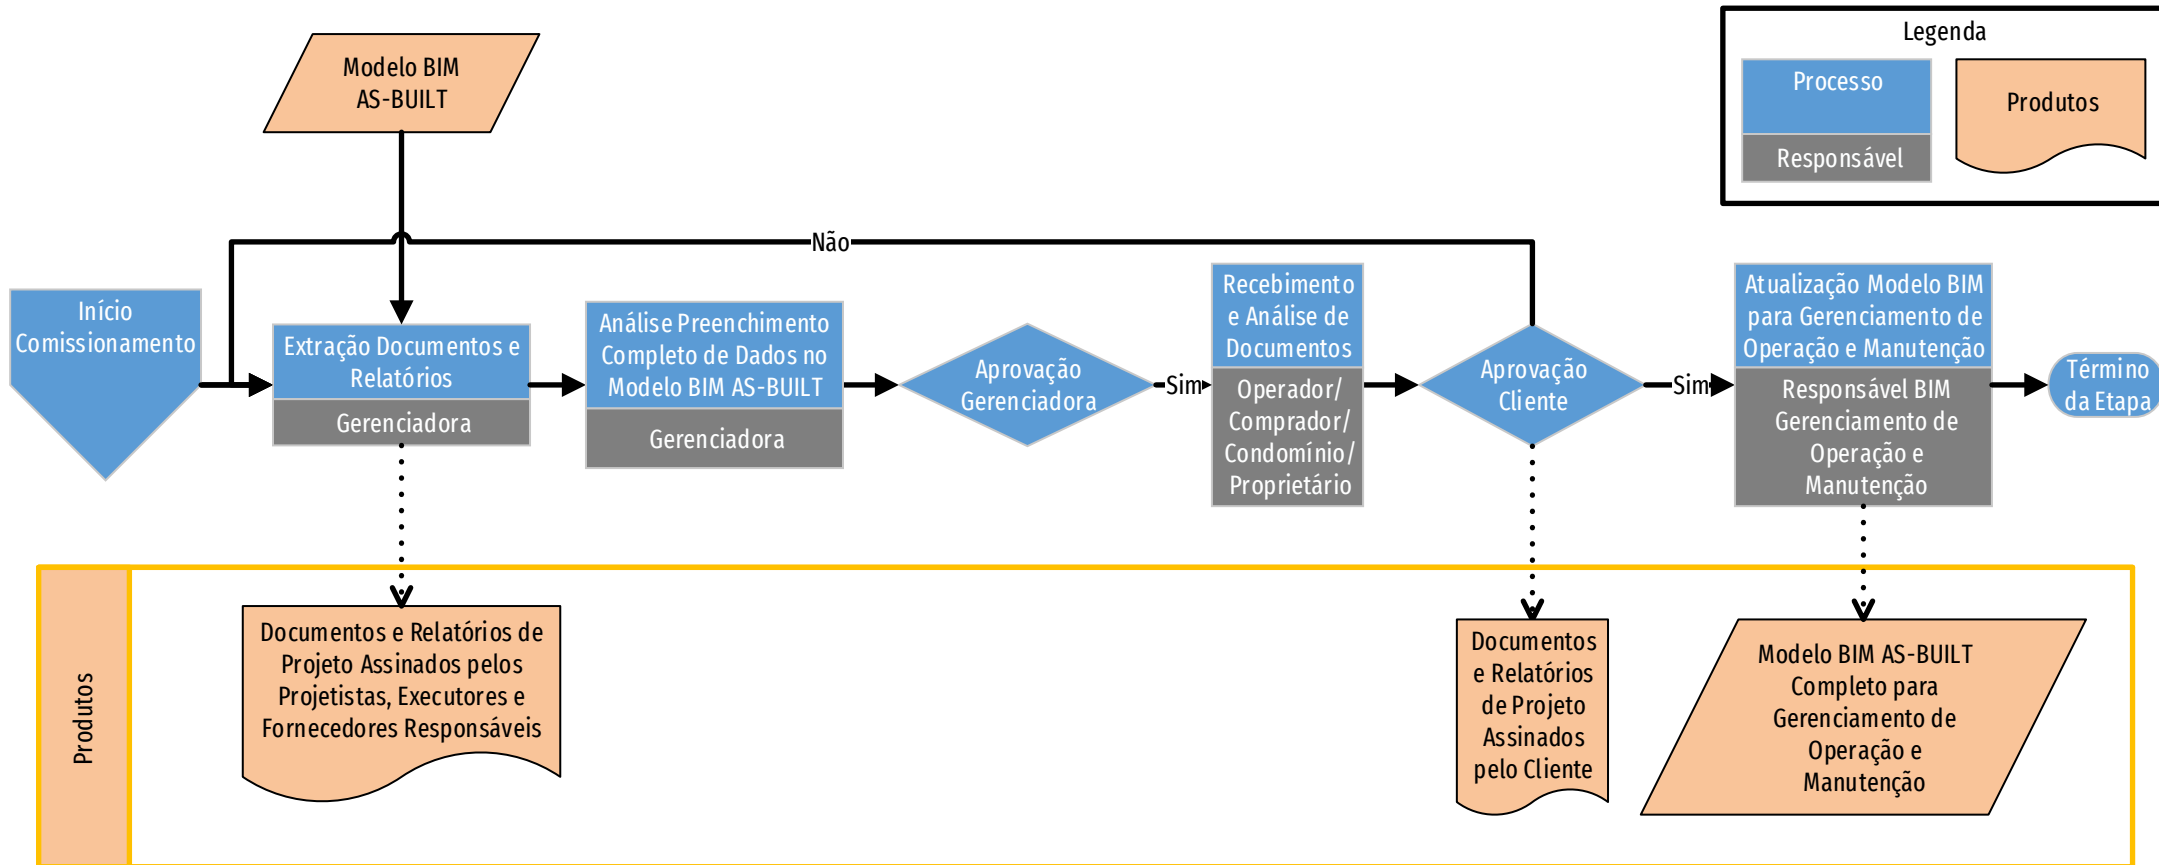 Modelo BIM
AS-BUILT
Legenda
Processo
Responsável
Produtos
Não
Início
Comissionamento
Extração Documentos e
Relatórios
Gerenciadora
Análise Preenchimento
Completo de Dados no
Modelo BIM AS-BUILT
Gerenciadora
Aprovação
Gerenciadora
Sim
Recebimento
e Análise de
Documentos
Operador/
Comprador/
Condomínio/
Proprietário
Aprovação
Cliente
Sim
Atualização Modelo BIM
para Gerenciamento de
Operação e Manutenção
Responsável BIM
Gerenciamento de
Operação e
Manutenção
Término
da Etapa
Produtos
Documentos e Relatórios de
Projeto Assinados pelos
Projetistas, Executores e
Fornecedores Responsáveis
Documentos
e Relatórios
de Projeto
Assinados
pelo Cliente
Modelo BIM AS-BUILT
Completo para
Gerenciamento de
Operação e
Manutenção